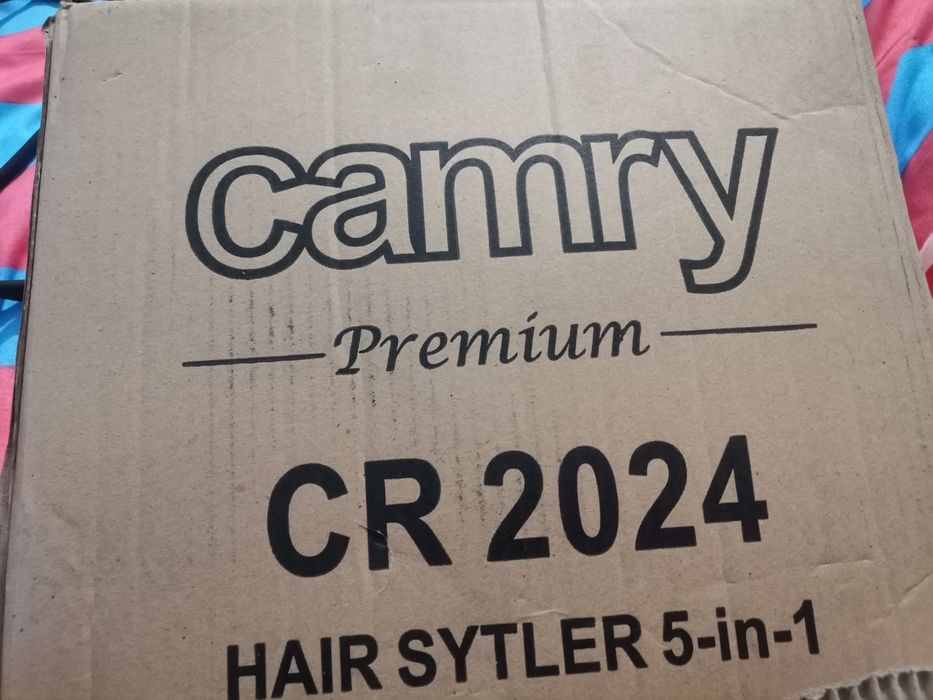 camry
Premium
CR 2024
HAIR SYTLER 5-in-1